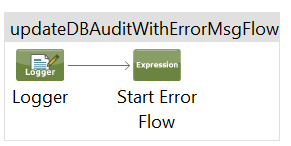 updateDBAuditWithErrorMsgFlow
Logger
Expression
Logger
Start Error
Flow